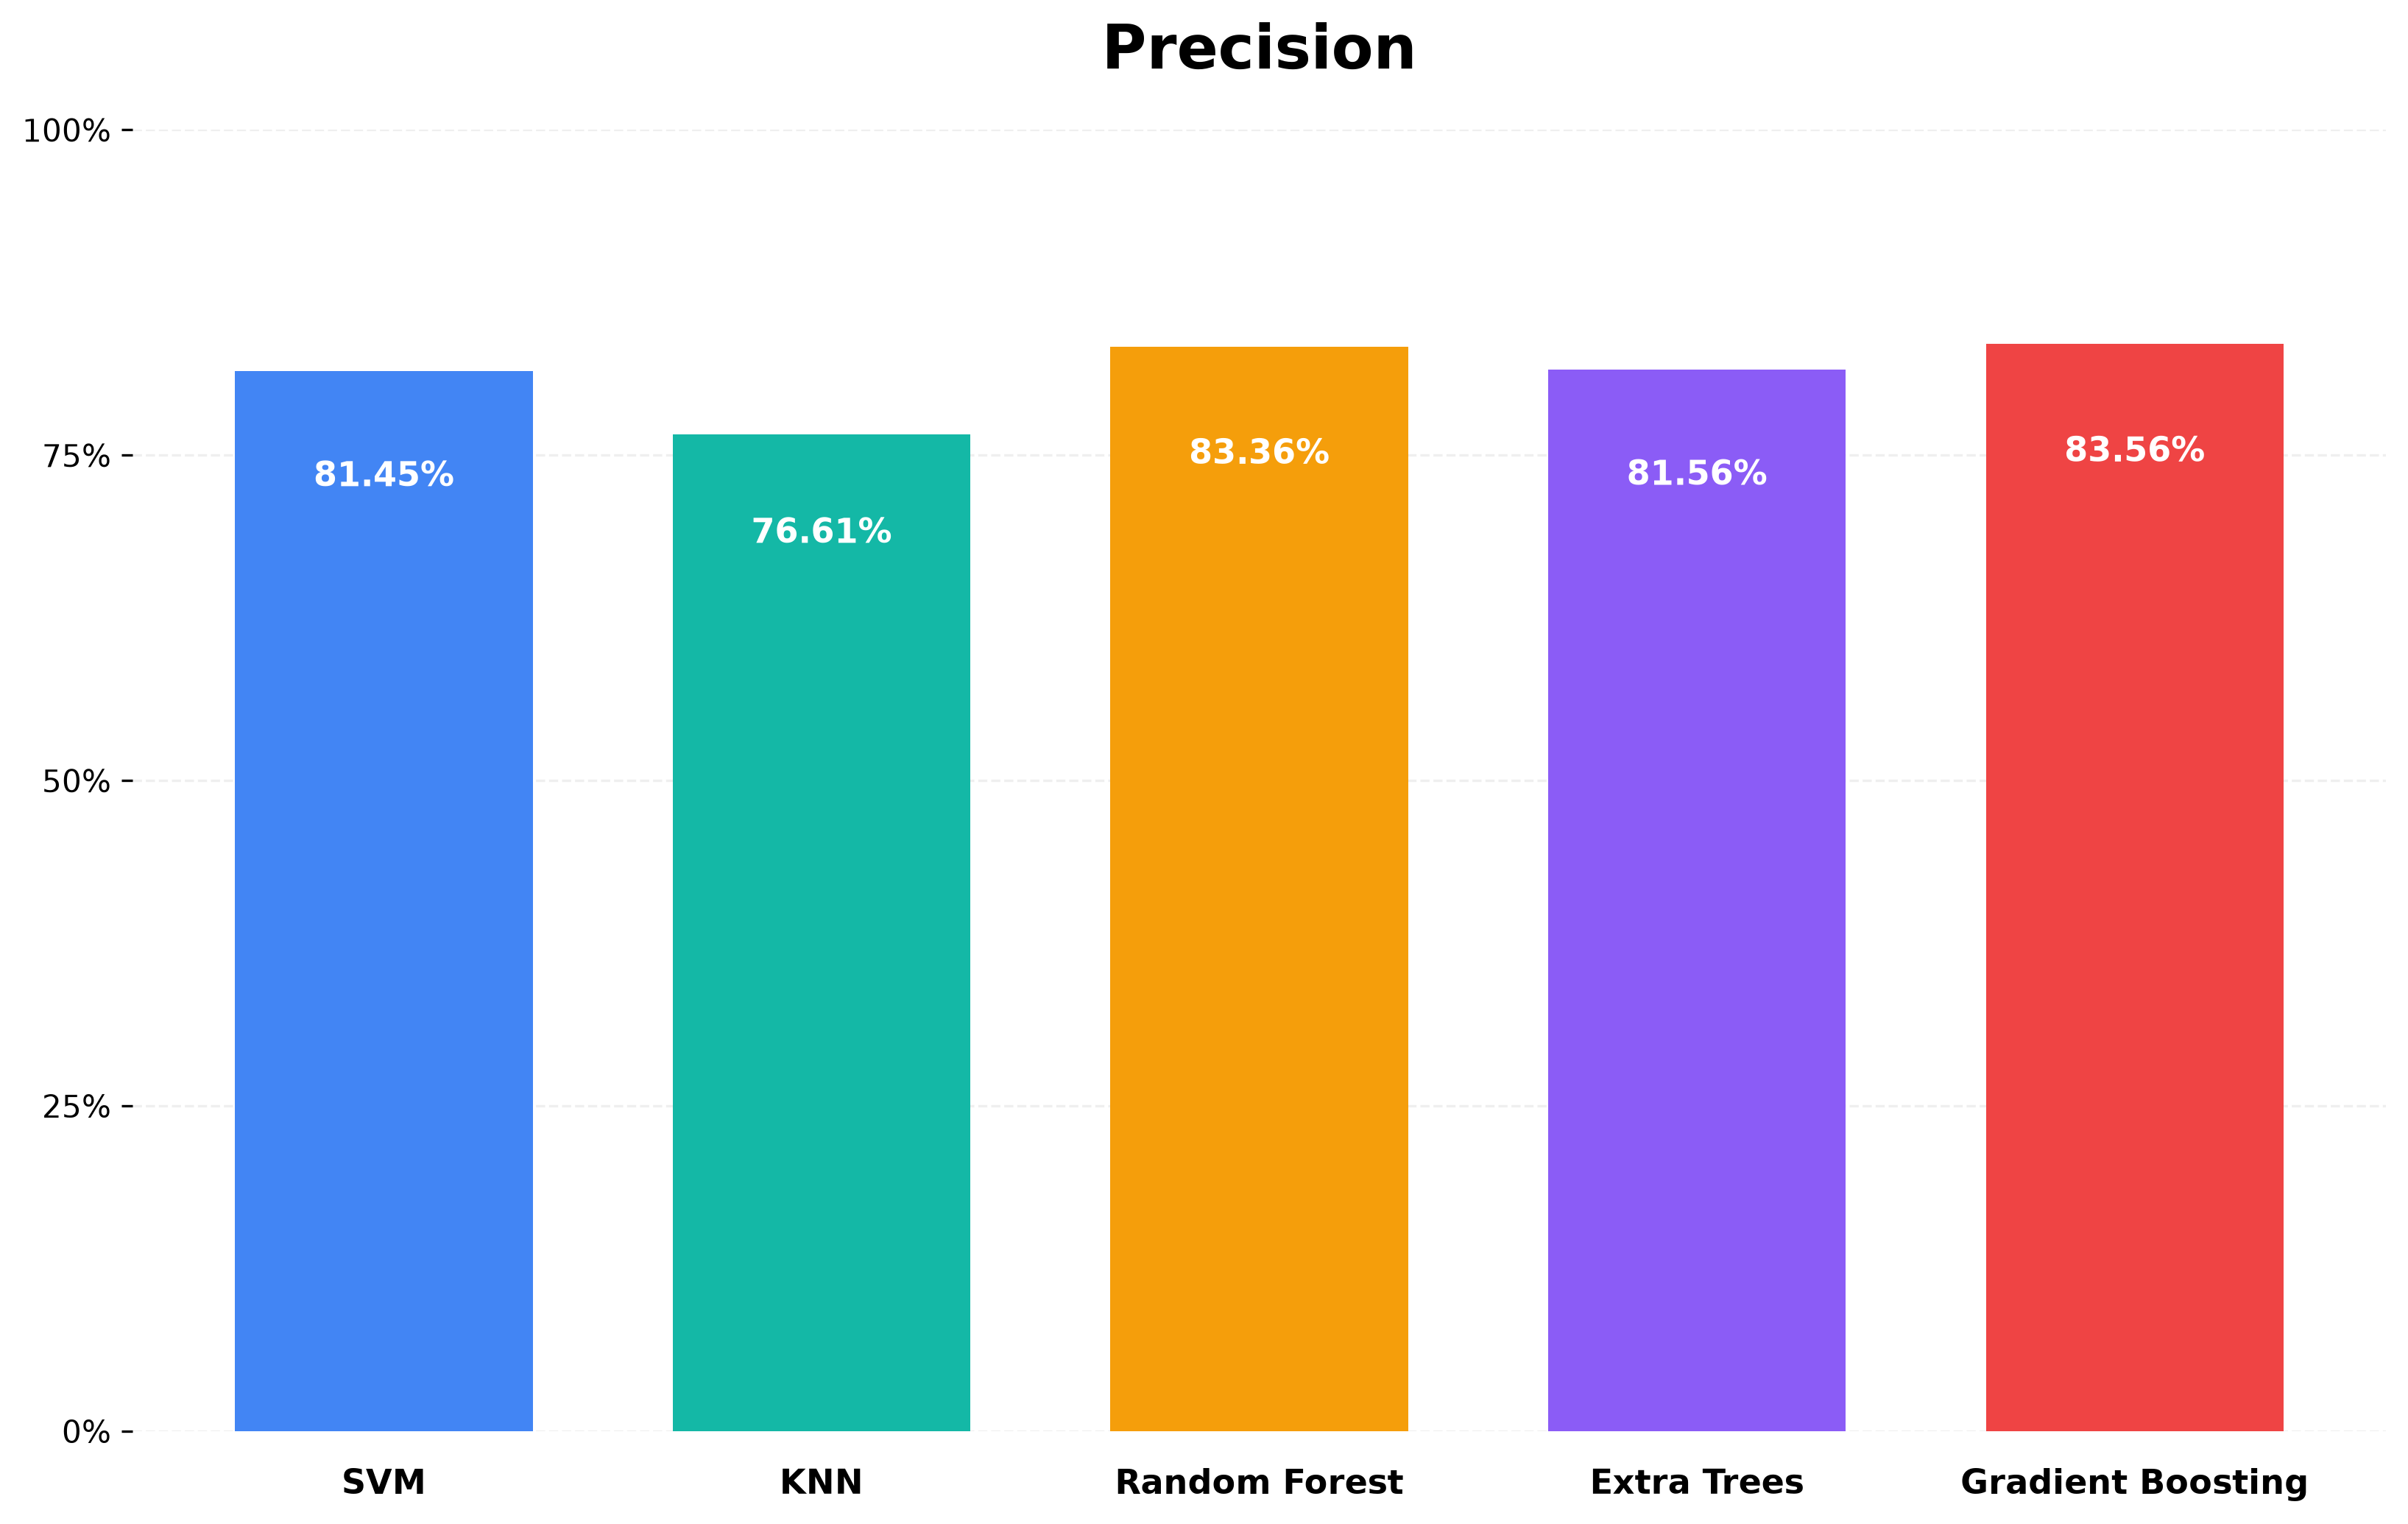 Precision
100%
75%
50%
25%
0%
81.45%
76.61%
83.36%
81.56%
83.56%
SVM
KNN
Random Forest
Extra Trees
Gradient Boosting